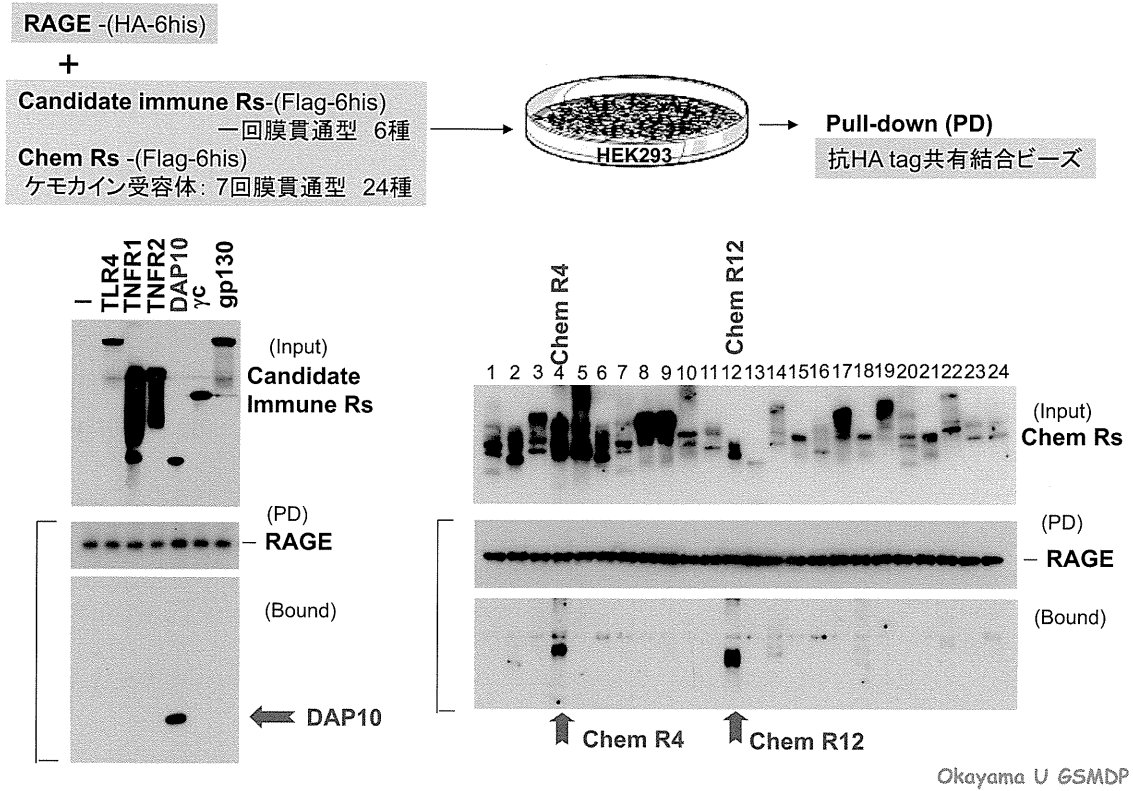 RAGE -(HA-6his)
+
Candidate immune Rs-(Flag-6his)
一回膜貫通型 6種
Chem Rs -(Flag-6his)
ケモカイン受容体： 7回膜貫通型 24種
HEK293
Pull-down (PD)
抗HA tag共有結合ビーズ
–
TLR4
TNFR1
TNFR2
DAP10
γc
gp130
(Input)
Candidate
Immune Rs
(PD)
– RAGE
(Bound)
DAP10
Chem R4
Chem R12
1 2 3 4 5 6 7 8 9 10 11 12 13 14 15 16 17 18 19 20 21 22 23 24
(Input)
Chem Rs
(PD)
– RAGE
(Bound)
Chem R4
Chem R12
Okayama U GSMDP